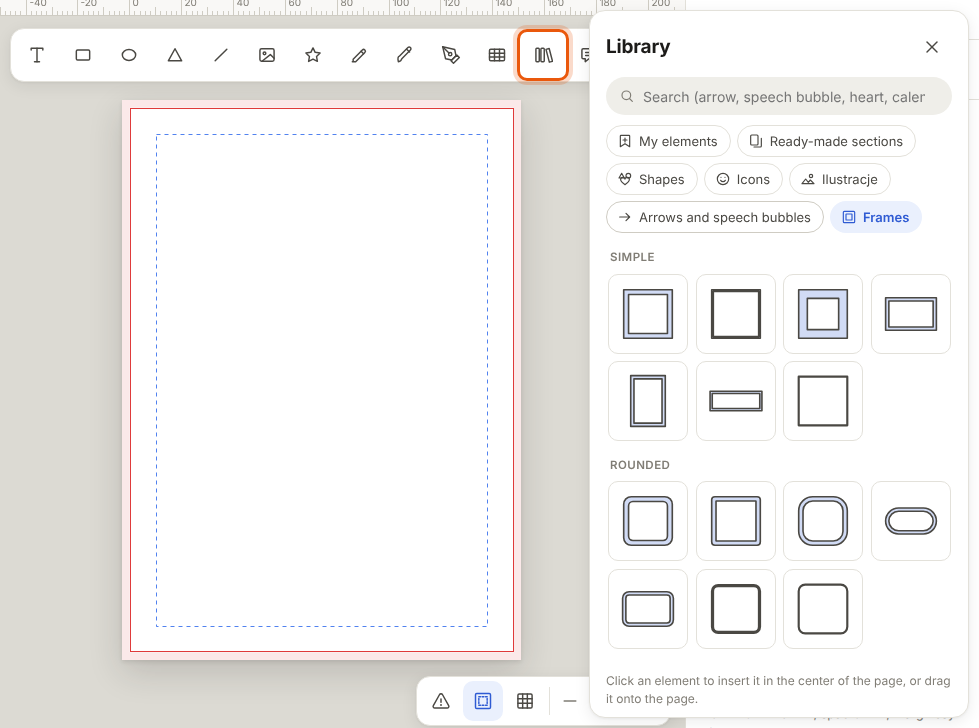 -40 -20 0 20 40 60 80 100 120 140 160 180 200
Library
Search (arrow, speech bubble, heart, caler
My elements
Ready-made sections
Shapes
Icons
Ilustracje
Arrows and speech bubbles
Frames
SIMPLE
ROUNDED
Click an element to insert it in the center of the page, or drag
it onto the page.